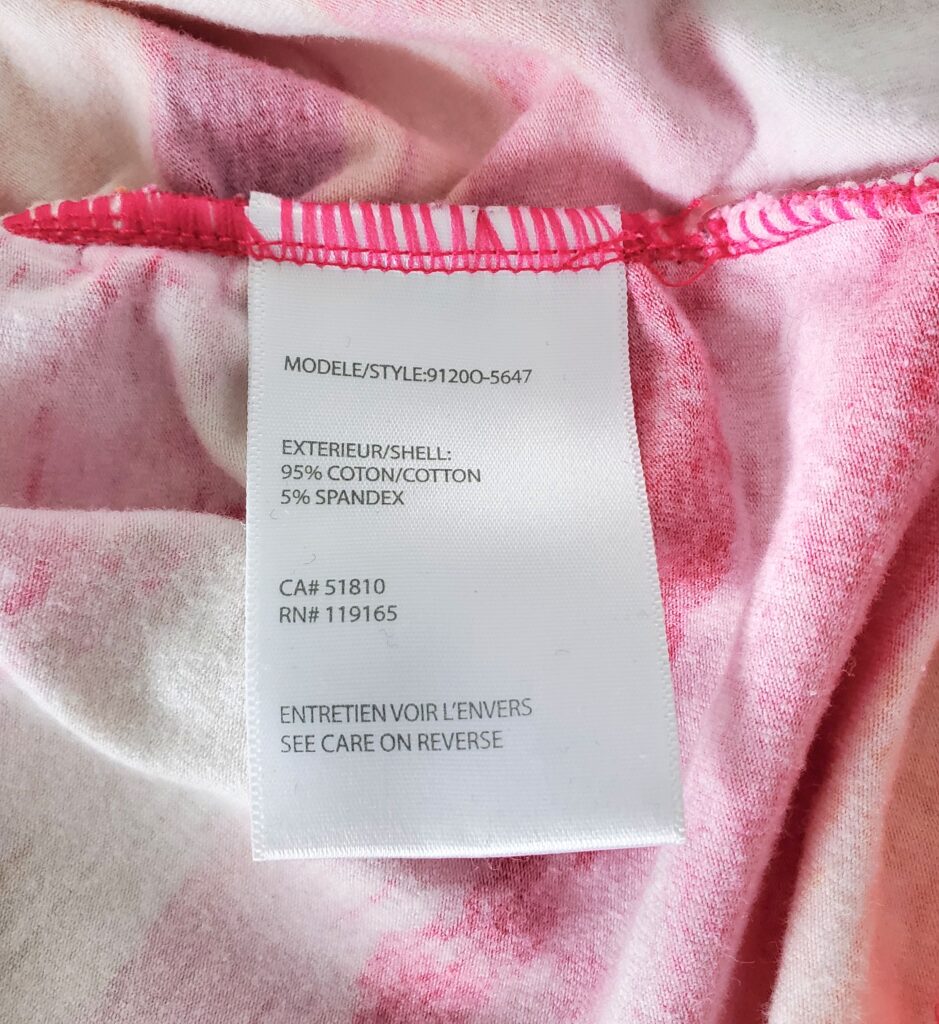 MODELE/STYLE:9120O-5647
EXTERIEUR/SHELL:
95% COTON/COTTON
5% SPANDEX
CA# 51810
RN# 119165
ENTRETIEN VOIR L'ENVERS
SEE CARE ON REVERSE